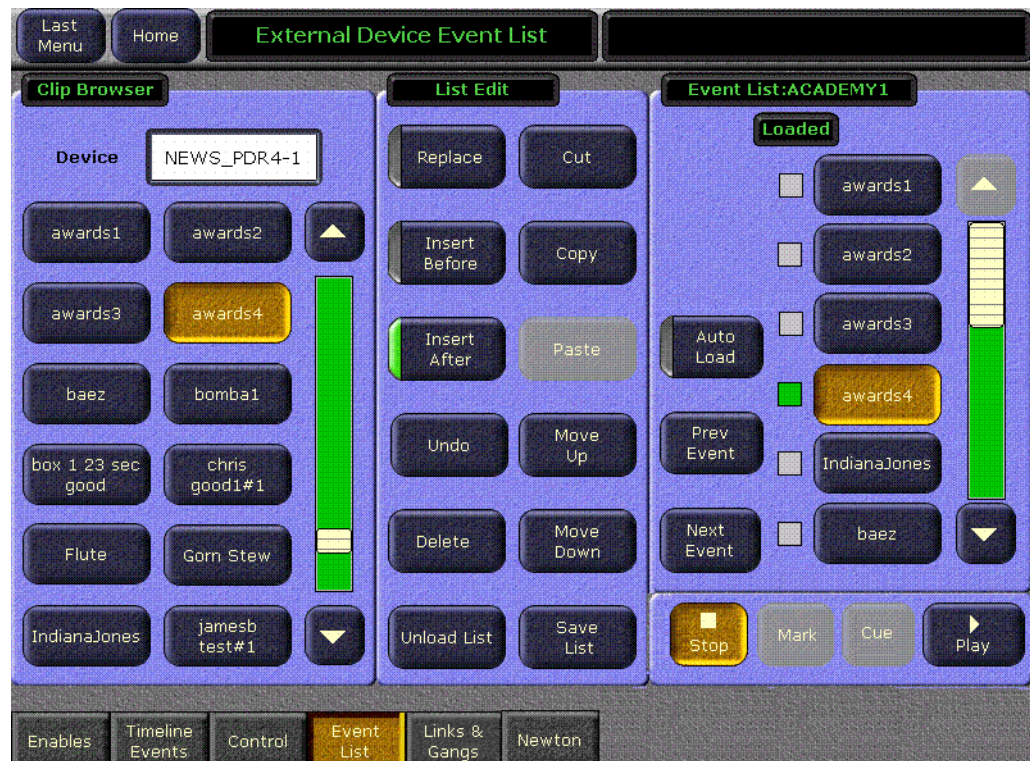 Last
Menu
Home
External Device Event List
Clip Browser
Device
NEWS_PDR4-1
awards1
awards2
awards3
awards4
baez
bomba1
box 1 23 sec
good
chris
good1#1
Flute
Gorn Stew
IndianaJones
jamesb
test#1
List Edit
Replace
Cut
Insert
Before
Copy
Insert
After
Paste
Undo
Move
Up
Delete
Move
Down
Unload List
Save
List
Event List:ACADEMY1
Loaded
awards1
awards2
awards3
Auto
Load
awards4
Prev
Event
IndianaJones
Next
Event
baez
Stop
Mark
Cue
Play
Enables
Timeline
Events
Control
Event
List
Links &
Gangs
Newton